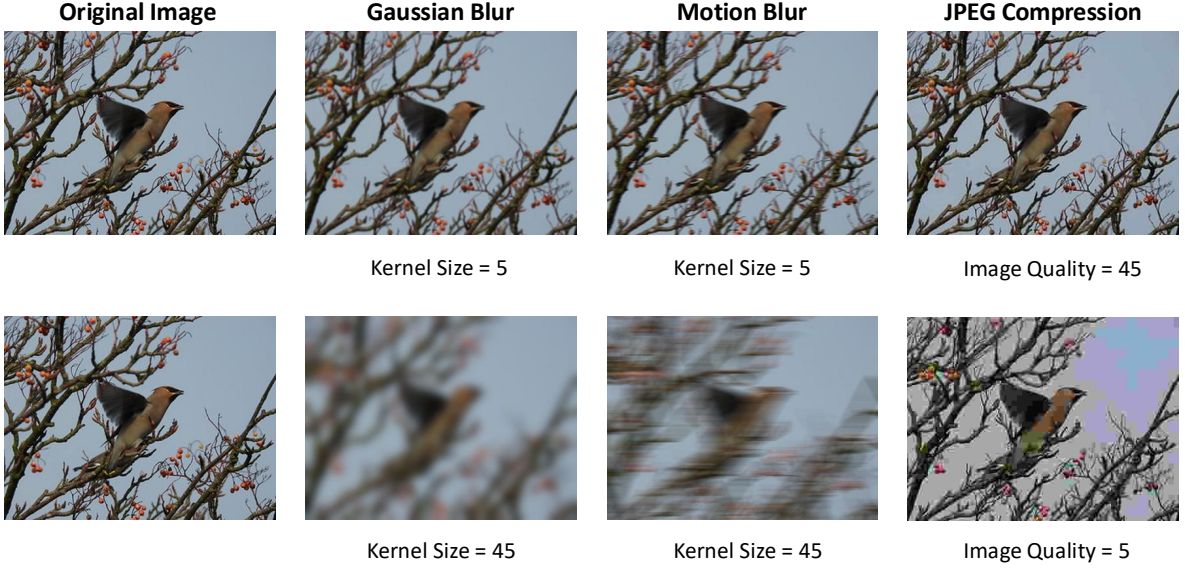 Original Image
Gaussian Blur
Motion Blur
JPEG Compression
Kernel Size = 5
Kernel Size = 5
Image Quality = 45
Kernel Size = 45
Kernel Size = 45
Image Quality = 5